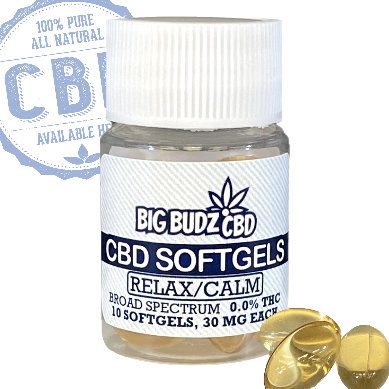 100% PURE
ALL NATURAL
CB
AVAILABLE HE
BIG BUDZ CBD
CBD SOFTGELS
RELAX/CALM
BROAD SPECTRUM 0.0% THC
10 SOFTGELS, 30 MG EACH